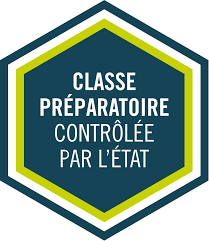 CLASSE
PRÉPARATOIRE
CONTRÔLÉE
PAR L'ÉTAT